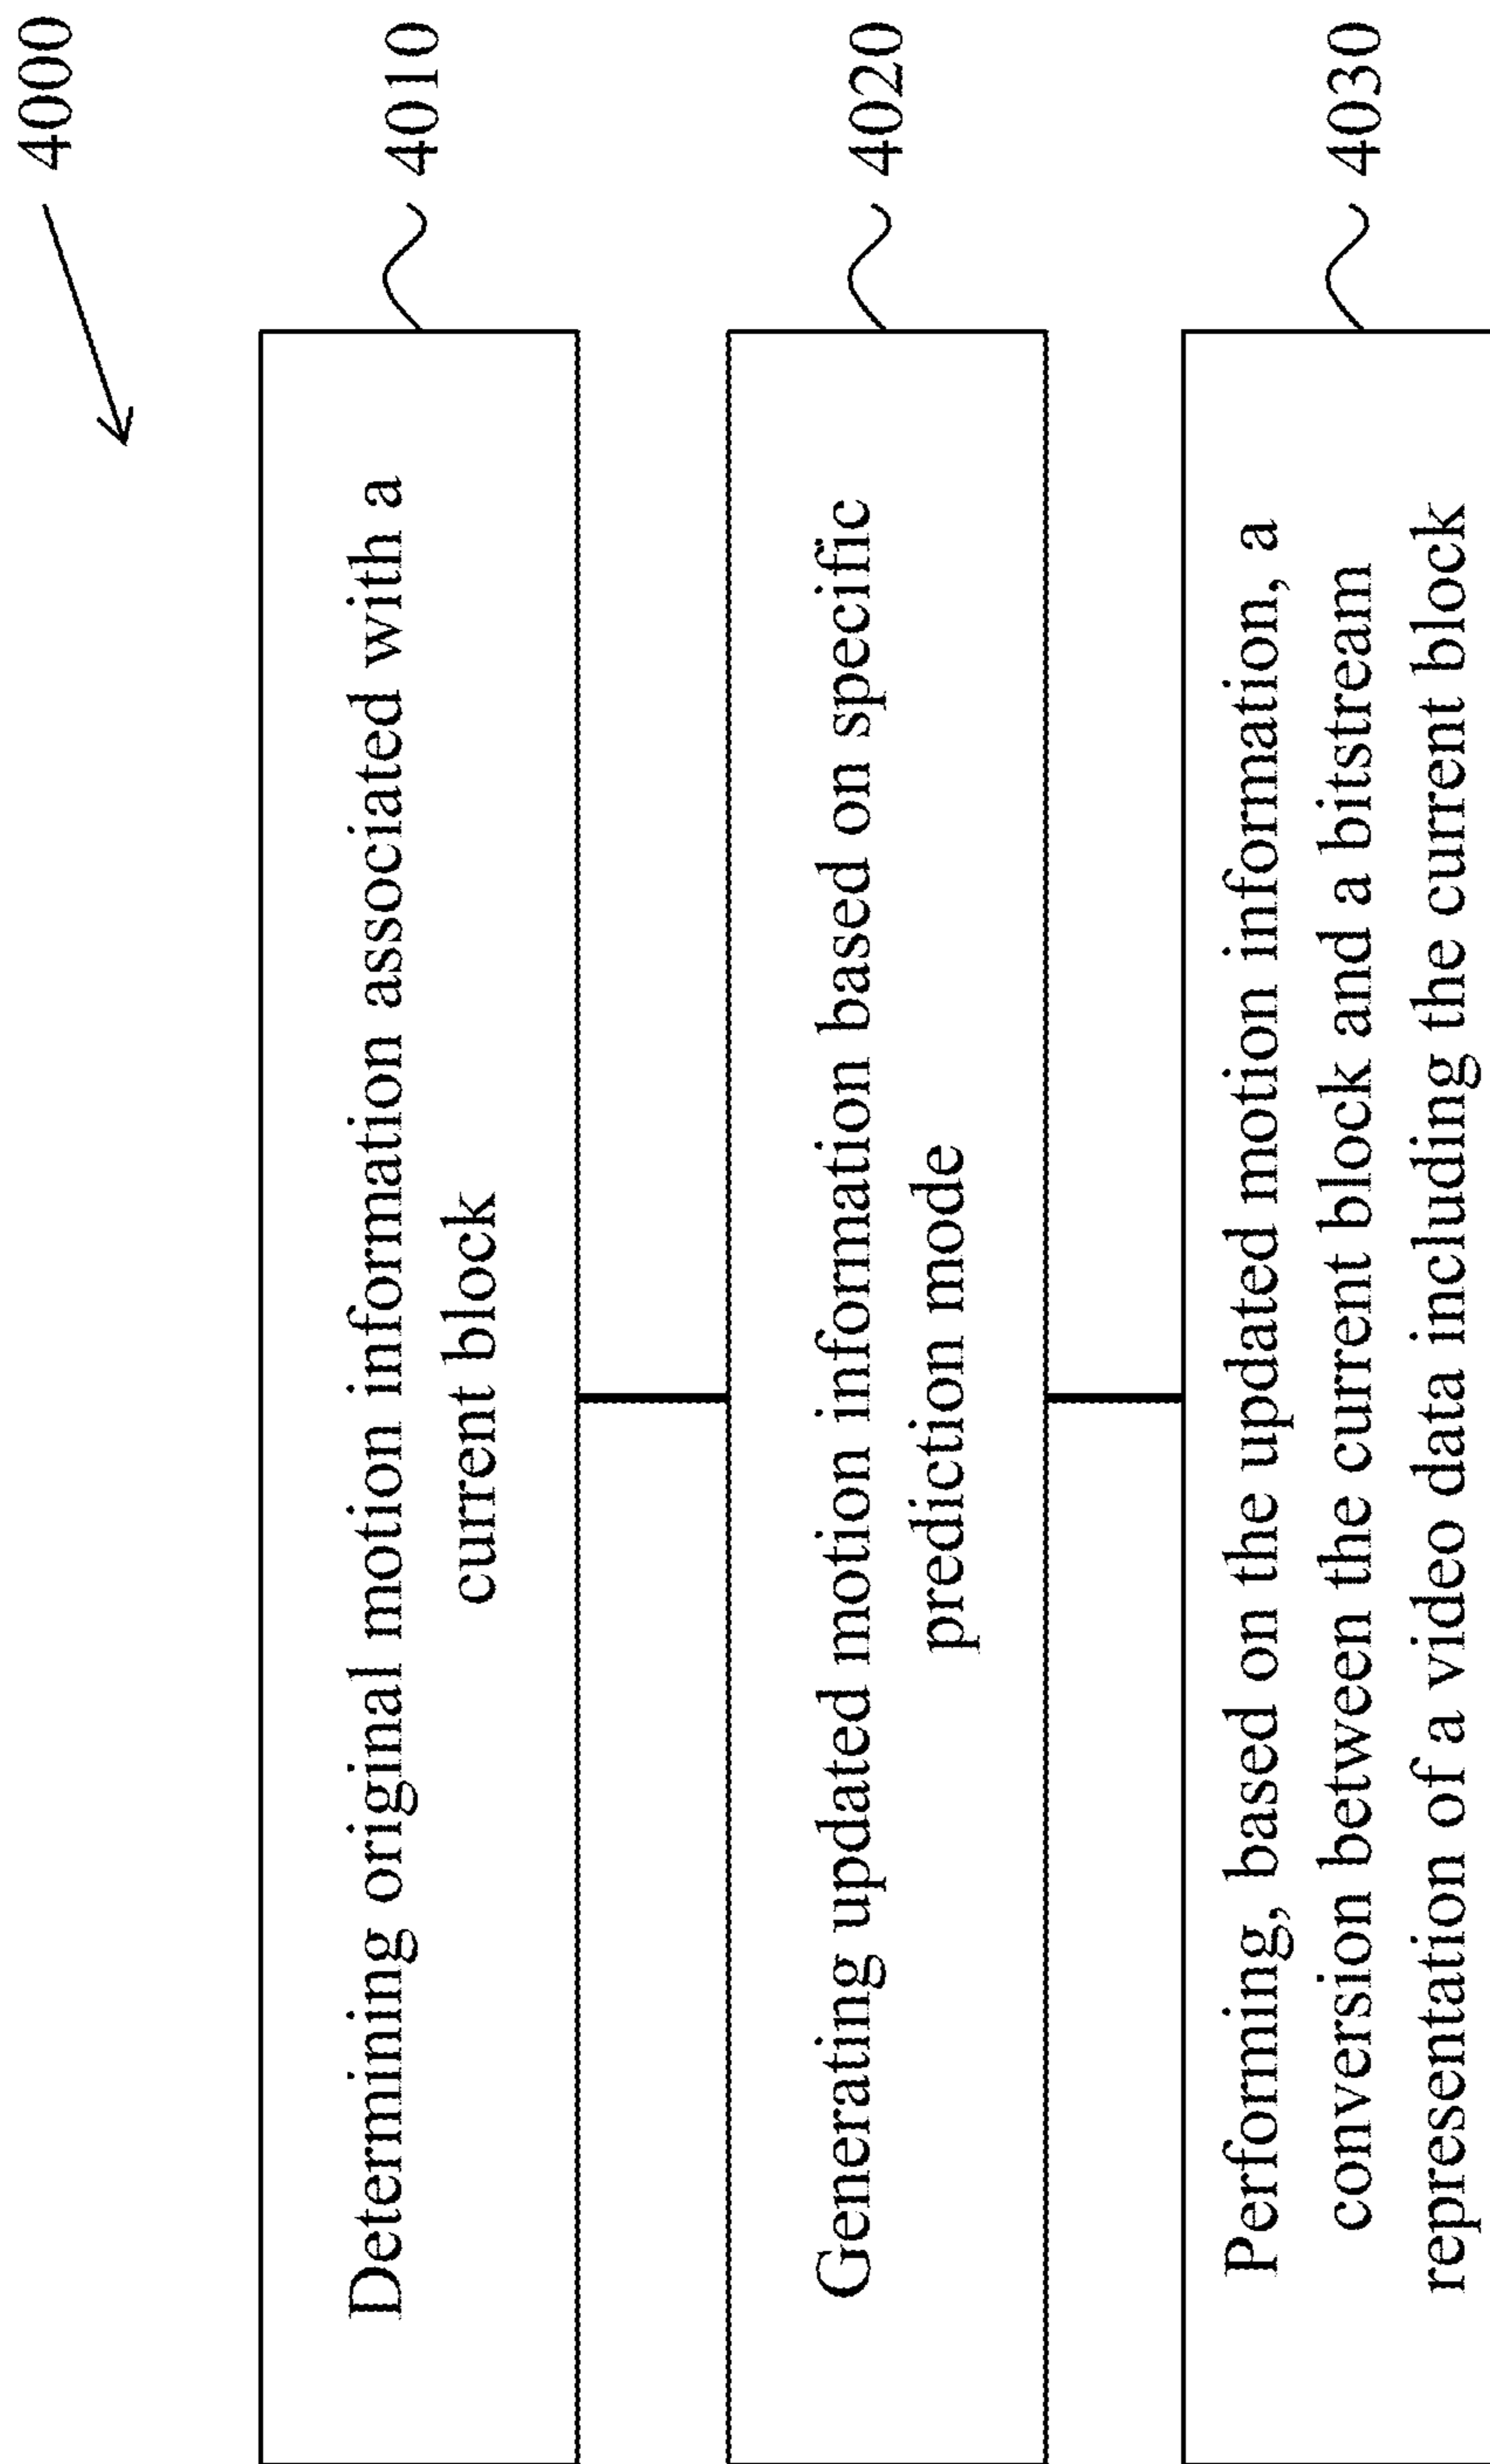 4000
Determining original motion information associated with a
current block
4010
Generating updated motion information based on specific
prediction mode
4020
Performing, based on the updated motion information, a
conversion between the current block and a bitstream
representation of a video data including the current block
4030